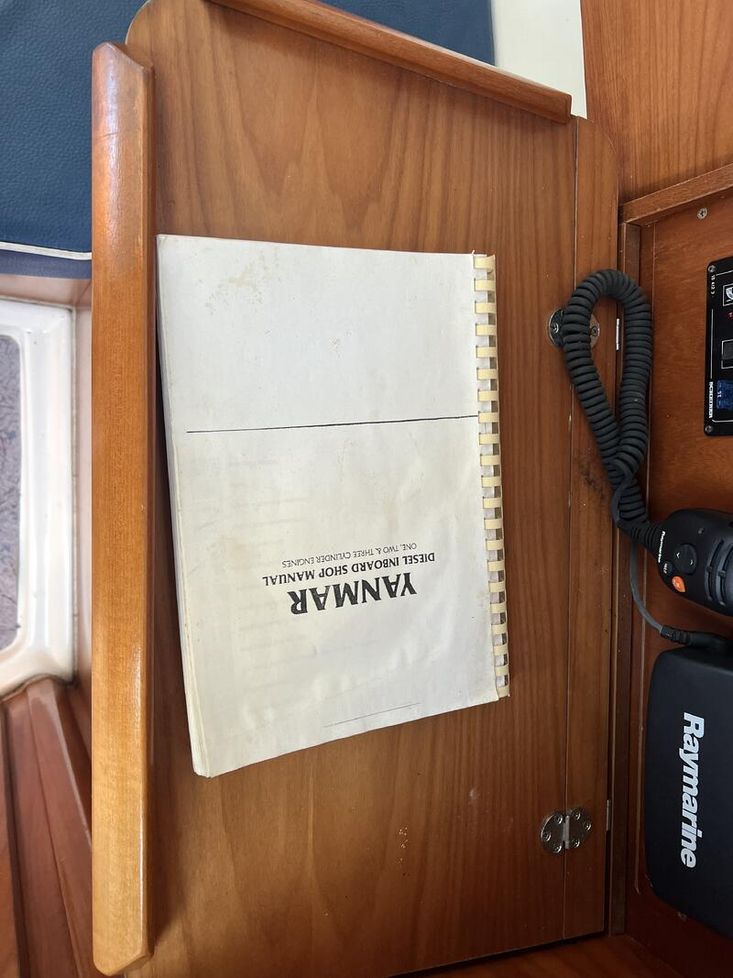 YANMAR
DIESEL INBOARD SHOP MANUAL
ONE, TWO & THREE CYLINDER ENGINES
Raymarine